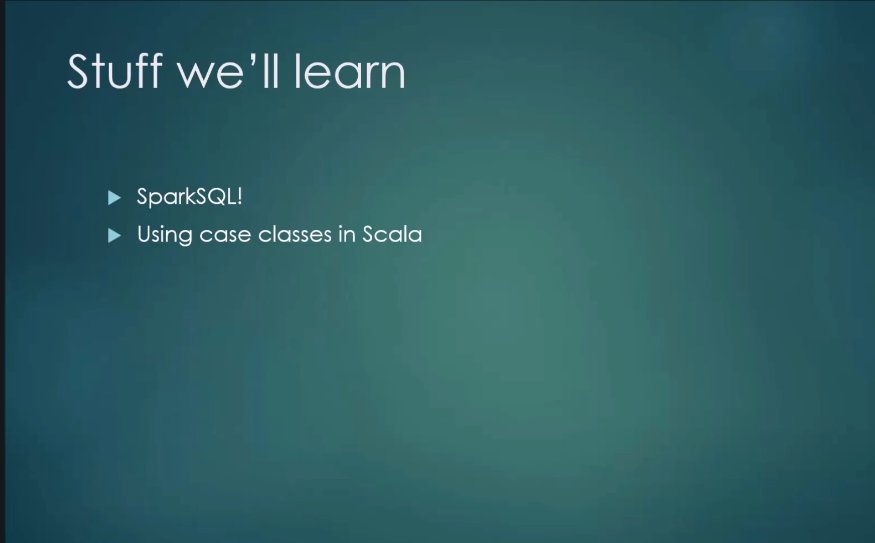 Stuff we’ll learn
SparkSQL!
Using case classes in Scala